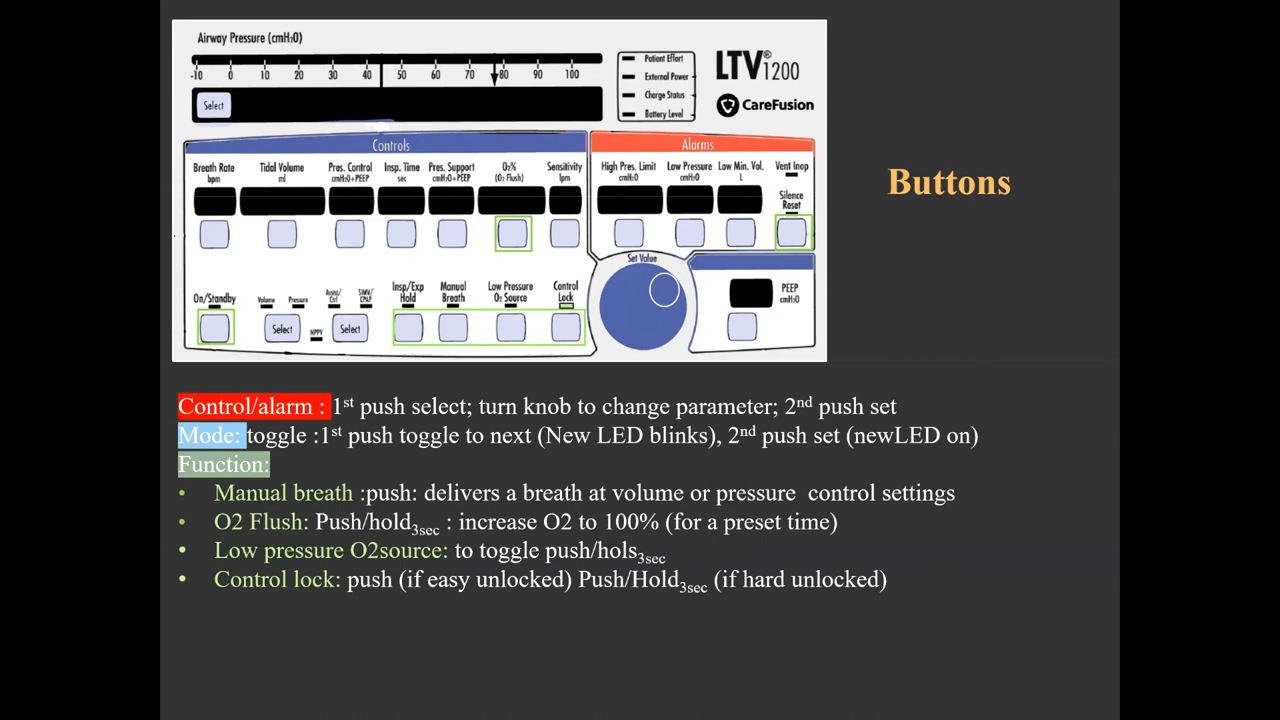 Airway Pressure (cmH2O)
-10 0 10 20 30 40 50 60 70 80 90 100
Select
Patient Effort
External Power
Charge Status
Battery Level
LTV®1200
CareFusion
Controls
Alarms
Breath Rate Tidal Volume Pres. Control Insp. Time Pres. Support O2% Sensitivity
bpm ml cmH2O+PEEP sec cmH2O+PEEP (O2 Flush) lpm
High Pres. Limit Low Pressure Low Min. Vol. Vent Inop
cmH2O cmH2O L
Silence
Reset
Buttons
Set Value
On/Standby Volume Pressure Assist/ SIMV/ Insp/Exp Manual Low Pressure Control
Ctrl CPAP Hold Breath O2 Source Lock
Select NPPV Select
PEEP
cmH2O
Control/alarm : 1st push select; turn knob to change parameter; 2nd push set
Mode: toggle :1st push toggle to next (New LED blinks), 2nd push set (newLED on)
Function:
• Manual breath :push: delivers a breath at volume or pressure control settings
• O2 Flush: Push/hold3sec : increase O2 to 100% (for a preset time)
• Low pressure O2source: to toggle push/hols3sec
• Control lock: push (if easy unlocked) Push/Hold3sec (if hard unlocked)